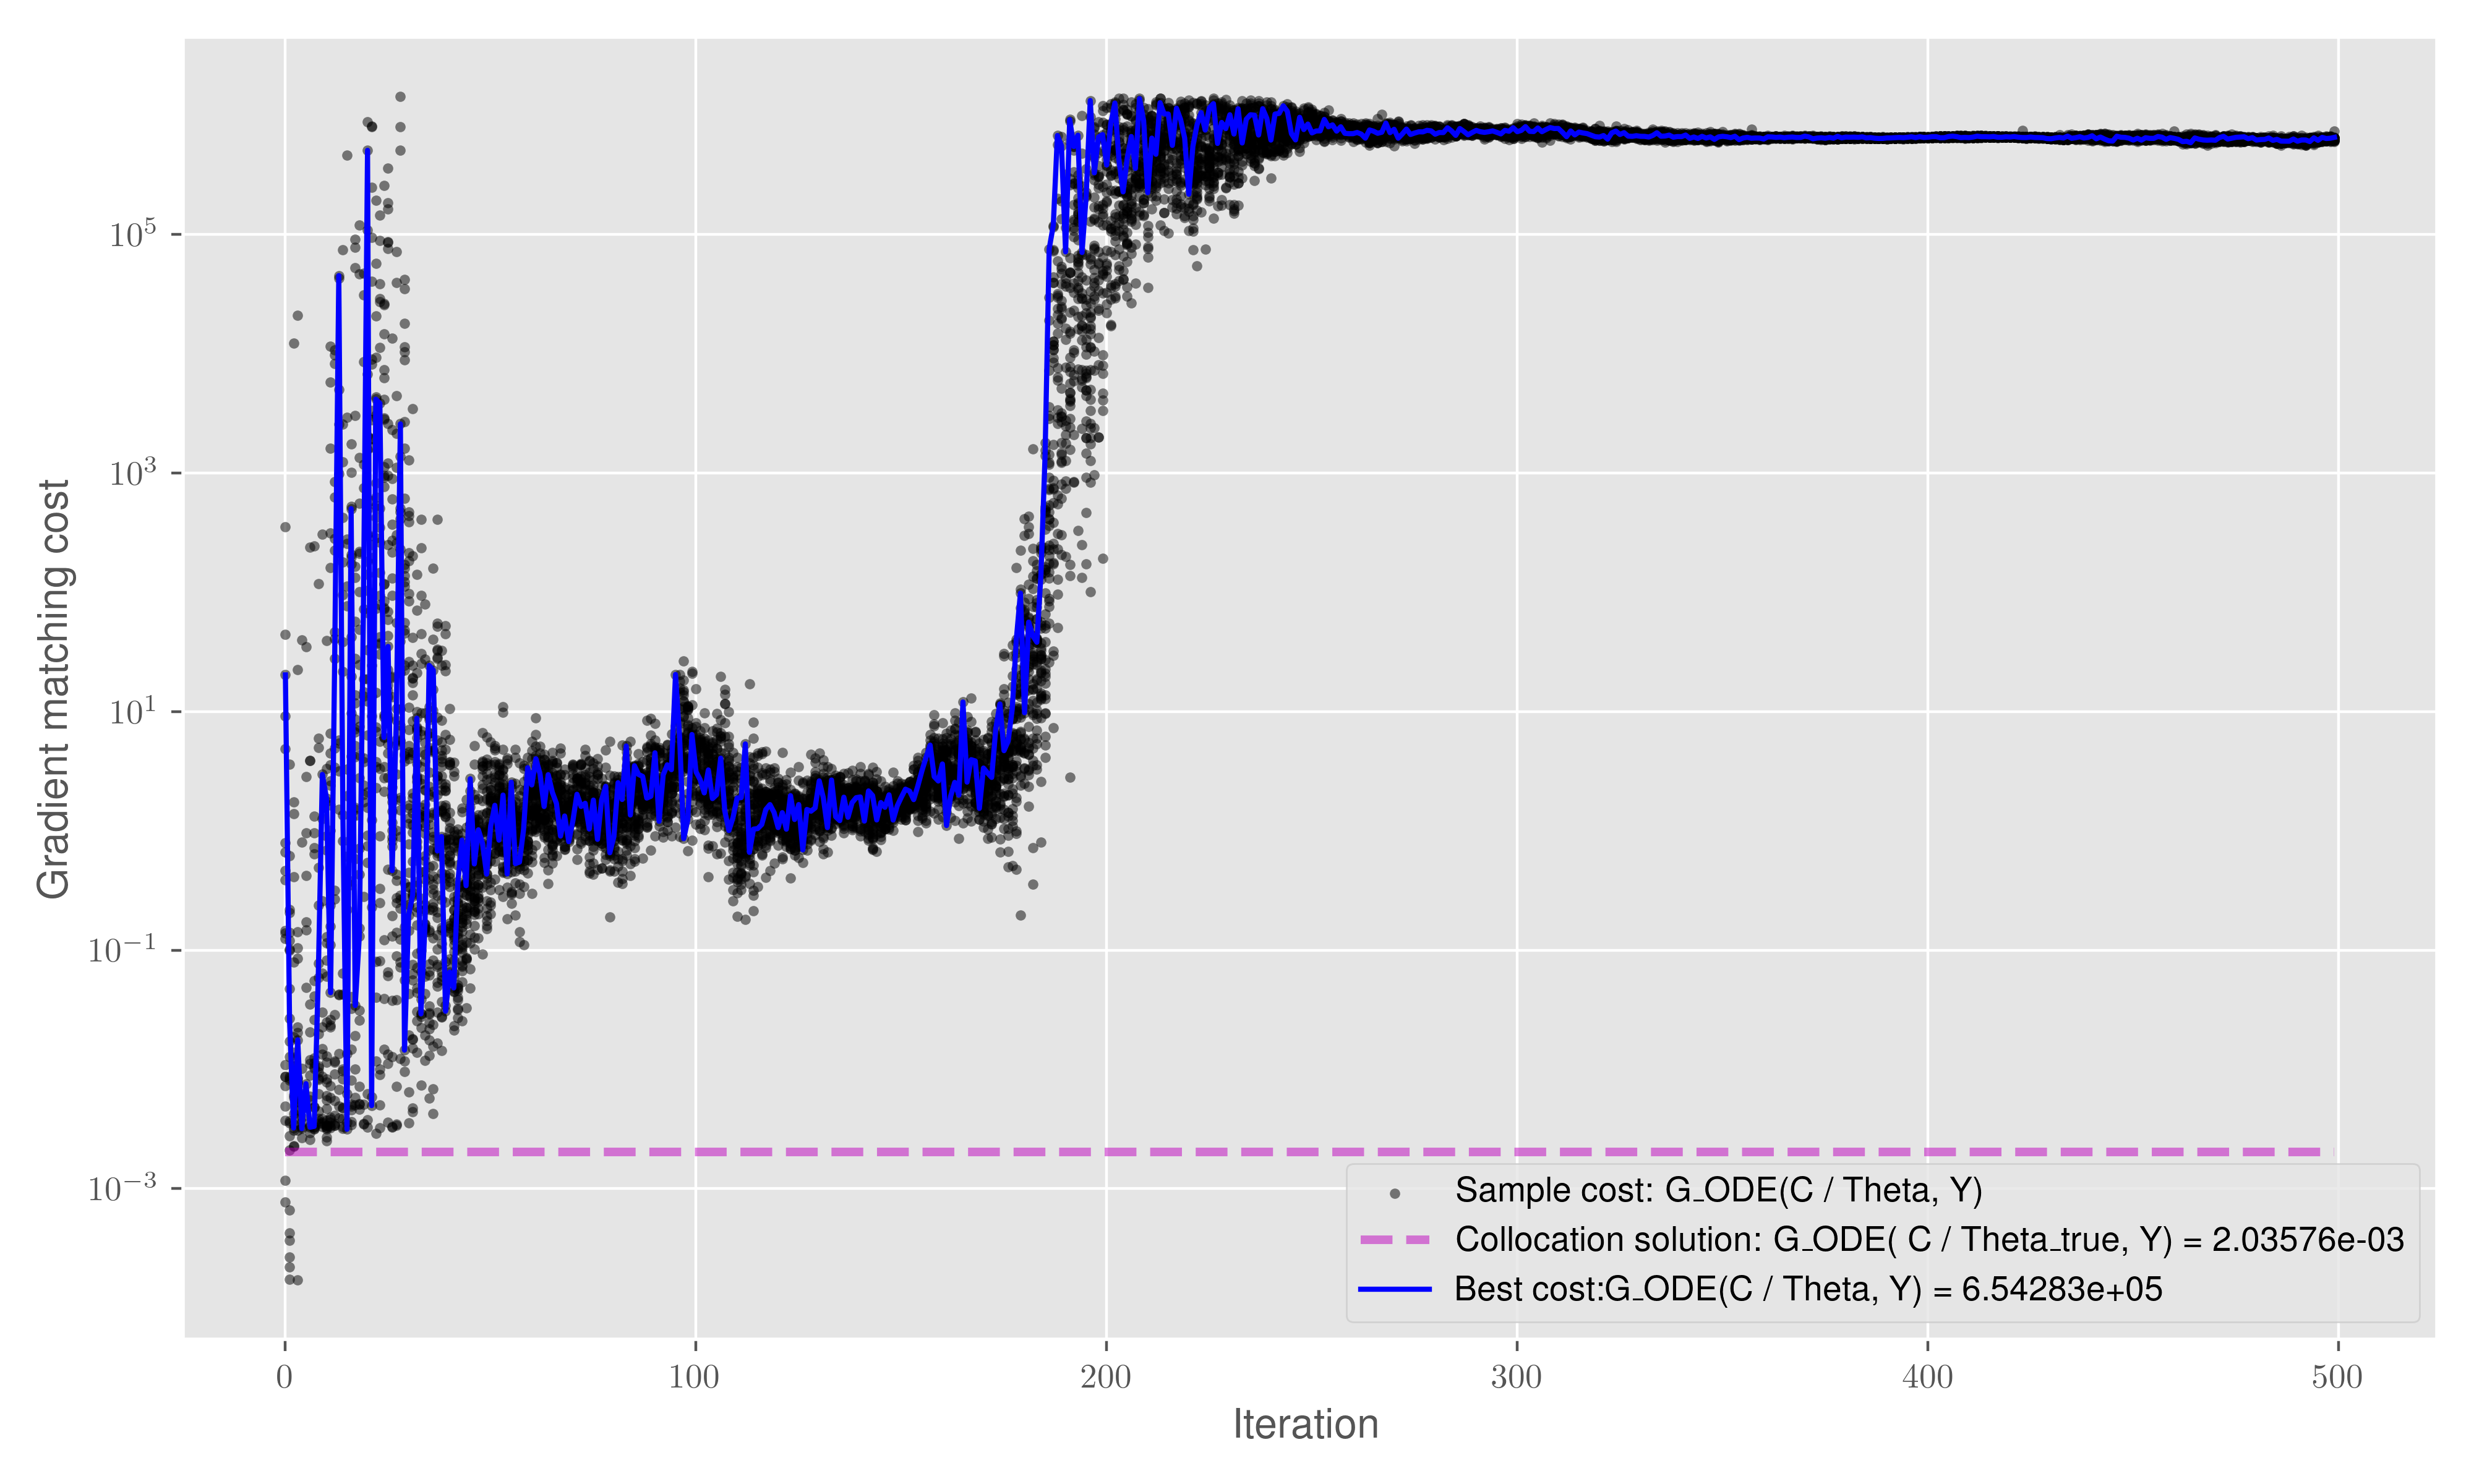 Gradient matching cost
10^5
10^3
10^1
10^−1
10^−3
Sample cost: G_ODE(C / Theta, Y)
Collocation solution: G_ODE( C / Theta_true, Y) = 2.03576e-03
Best cost:G_ODE(C / Theta, Y) = 6.54283e+05
0 100 200 300 400 500
Iteration